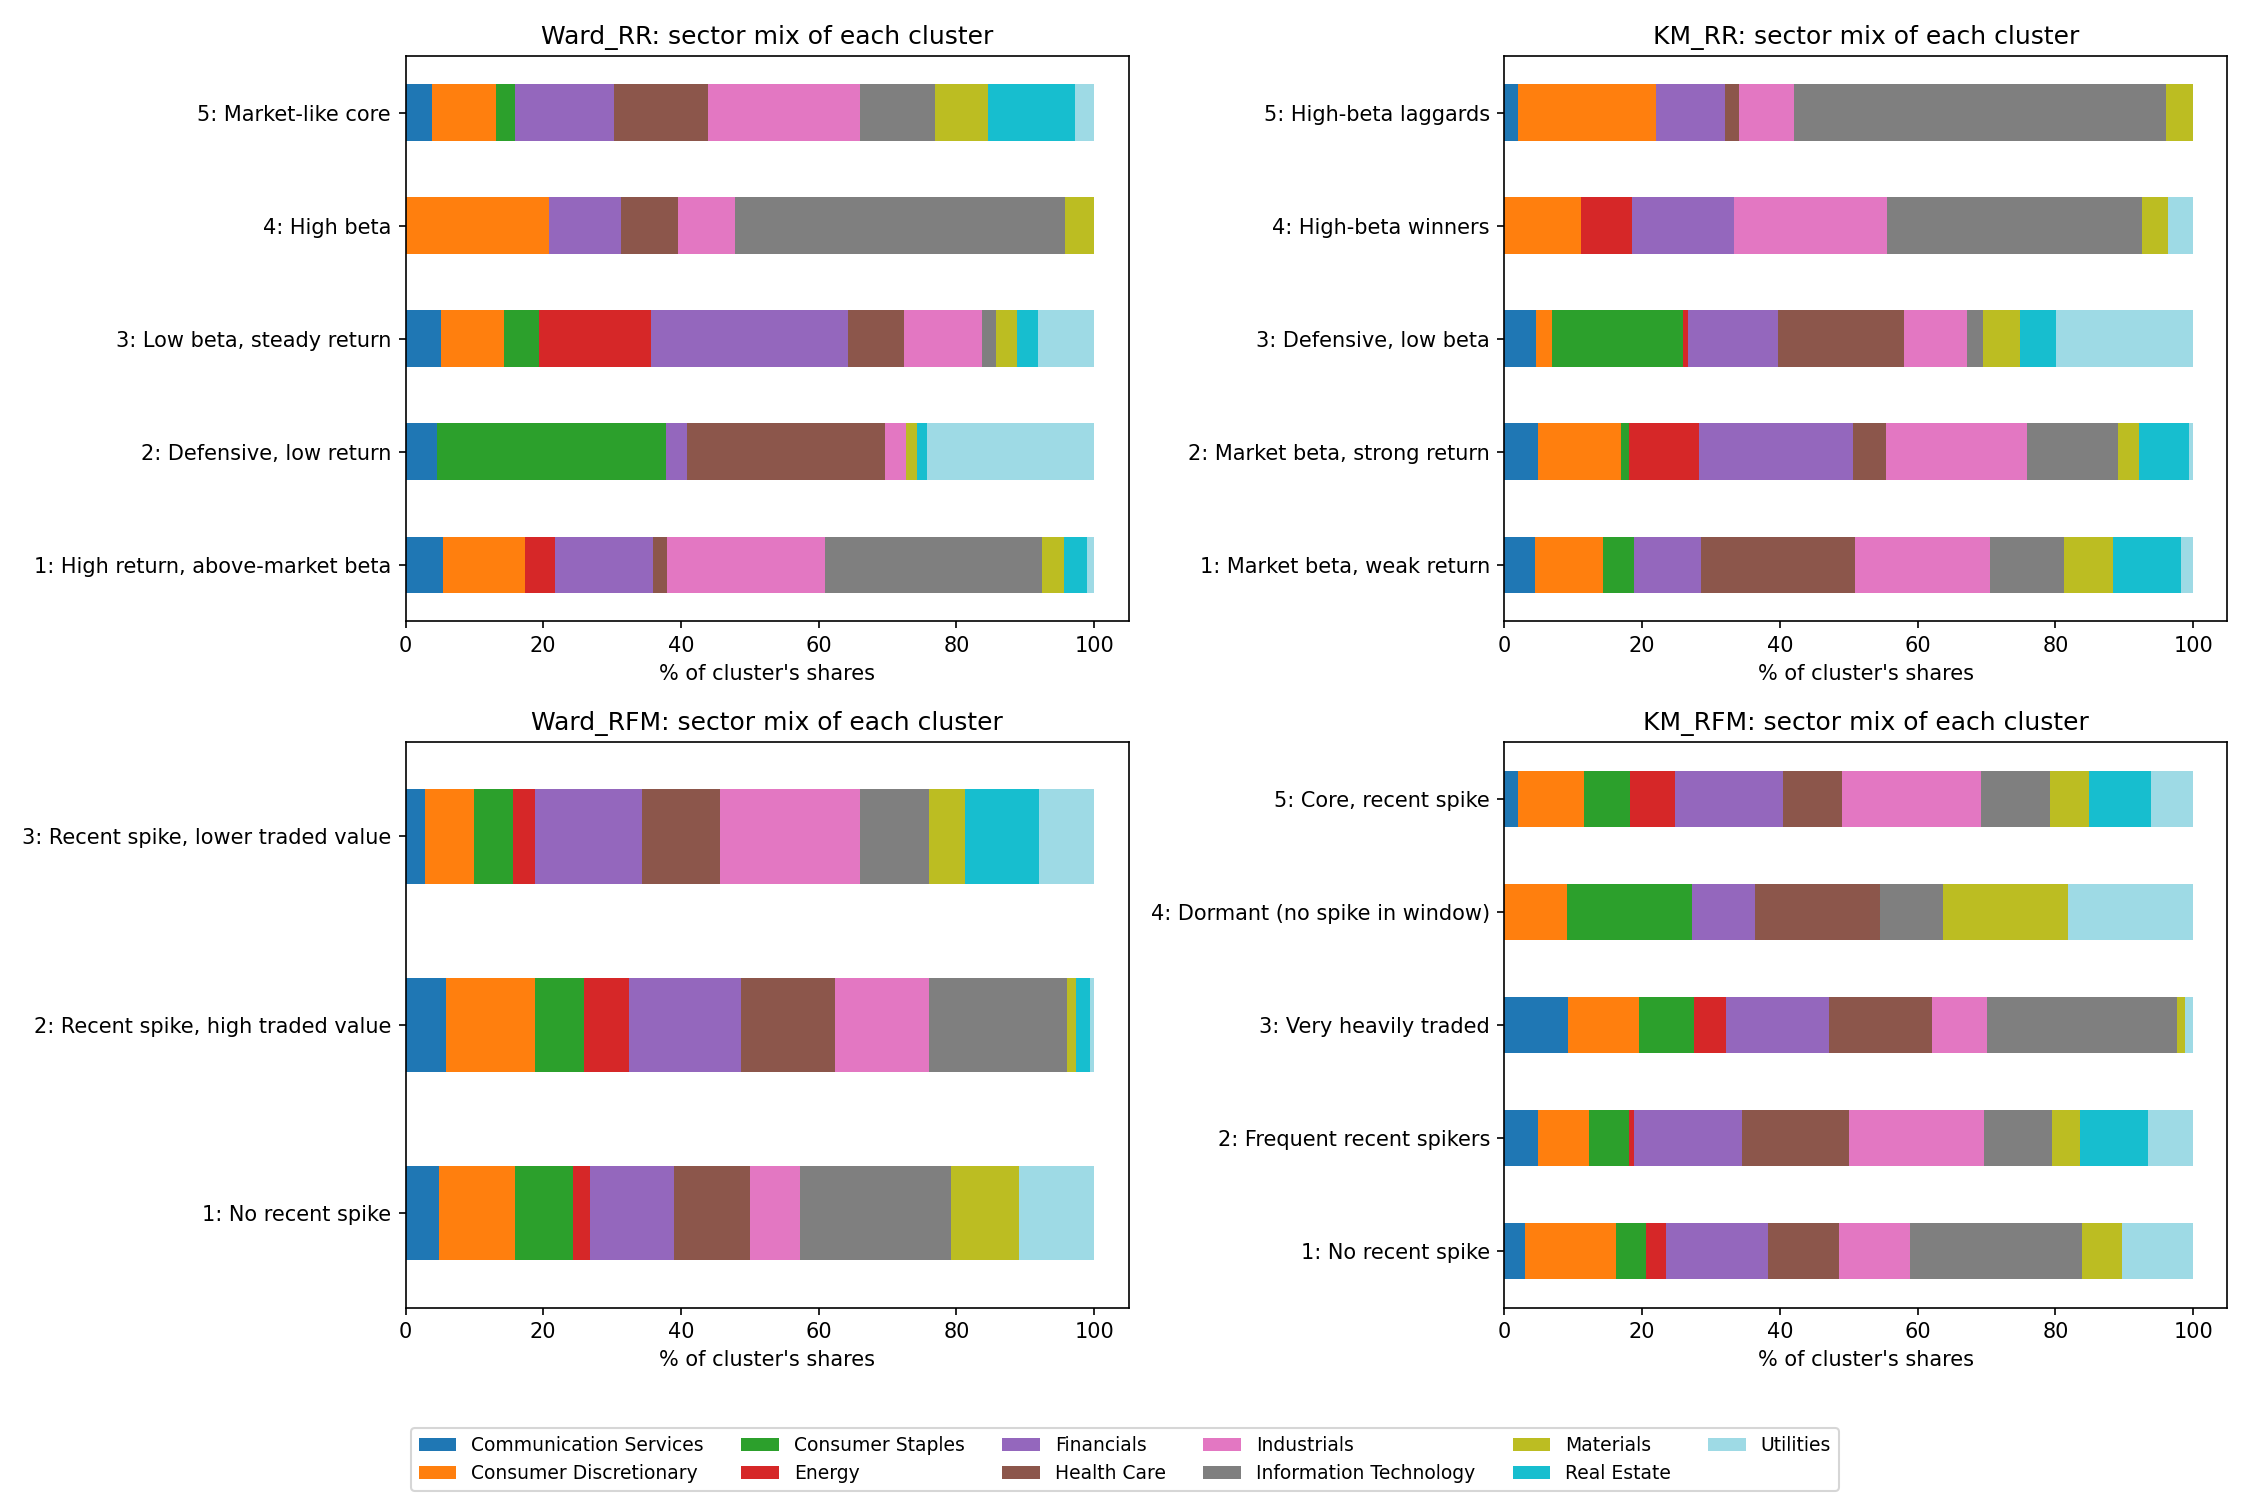 Ward_RR: sector mix of each cluster
5: Market-like core
4: High beta
3: Low beta, steady return
2: Defensive, low return
1: High return, above-market beta
0 20 40 60 80 100
% of cluster's shares
KM_RR: sector mix of each cluster
5: High-beta laggards
4: High-beta winners
3: Defensive, low beta
2: Market beta, strong return
1: Market beta, weak return
0 20 40 60 80 100
% of cluster's shares
Ward_RFM: sector mix of each cluster
3: Recent spike, lower traded value
2: Recent spike, high traded value
1: No recent spike
0 20 40 60 80 100
% of cluster's shares
KM_RFM: sector mix of each cluster
5: Core, recent spike
4: Dormant (no spike in window)
3: Very heavily traded
2: Frequent recent spikers
1: No recent spike
0 20 40 60 80 100
% of cluster's shares
Communication Services Consumer Staples Financials Industrials Materials Utilities
Consumer Discretionary Energy Health Care Information Technology Real Estate